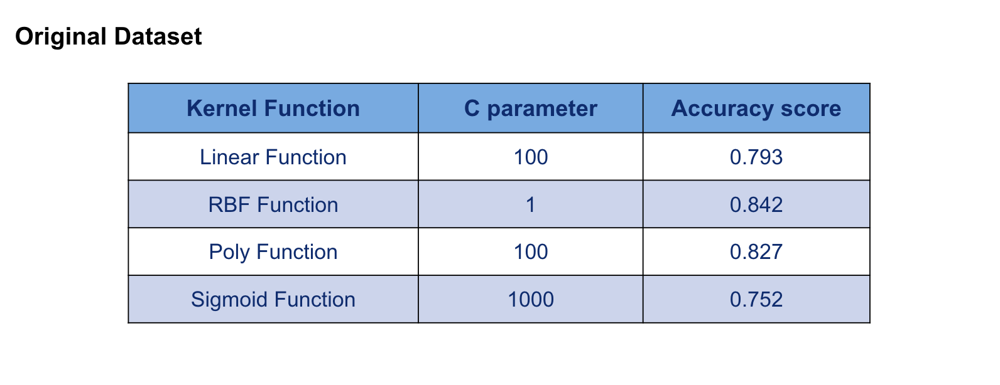 Original Dataset
Kernel Function C parameter Accuracy score
Linear Function 100 0.793
RBF Function 1 0.842
Poly Function 100 0.827
Sigmoid Function 1000 0.752